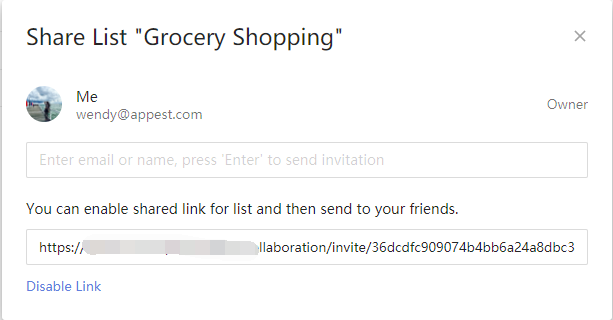 Share List "Grocery Shopping"
Me
wendy@appest.com
Owner
Enter email or name, press 'Enter' to send invitation
You can enable shared link for list and then send to your friends.
https:// llaboration/invite/36dcdfc909074b4bb6a24a8dbc3
Disable Link